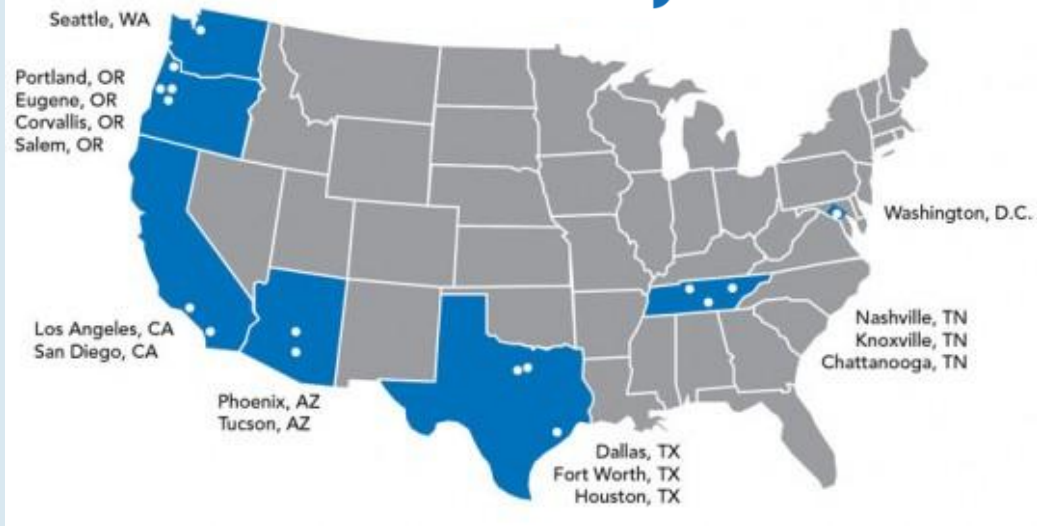 Seattle, WA
Portland, OR
Eugene, OR
Corvallis, OR
Salem, OR
Washington, D.C.
Los Angeles, CA
San Diego, CA
Nashville, TN
Knoxville, TN
Chattanooga, TN
Phoenix, AZ
Tucson, AZ
Dallas, TX
Fort Worth, TX
Houston, TX